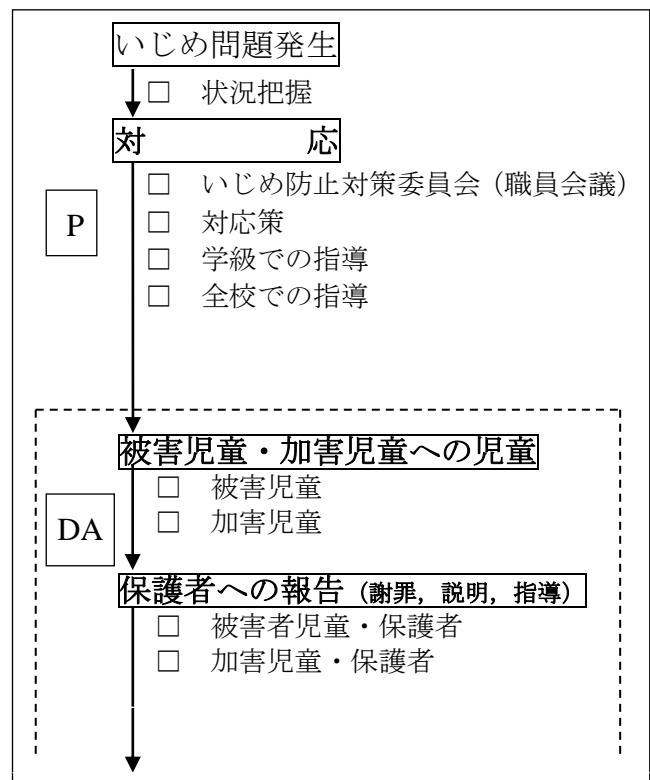 いじめ問題発生
□ 状況把握
対 応
□ いじめ防止対策委員会（職員会議）
P
□ 対応策
□ 学級での指導
□ 全校での指導
被害児童・加害児童への児童
□ 被害児童
DA
□ 加害児童
保護者への報告（謝罪，説明，指導）
□ 被害者児童・保護者
□ 加害児童・保護者